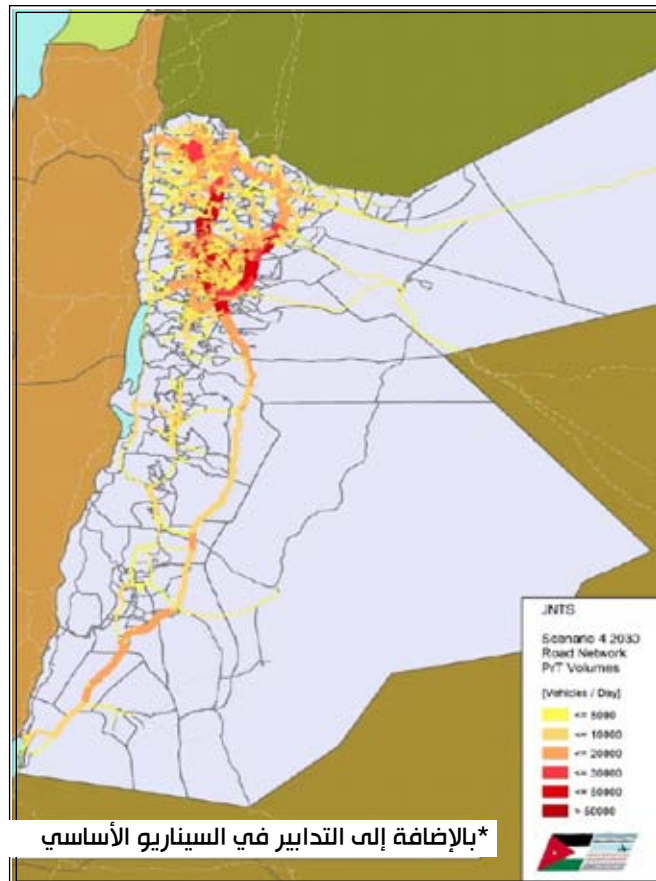 JNTS
Scenario 4 2030
Road Network
PrT Volumes
[Vehicles / Day]
<= 5000
<= 10000
<= 20000
<= 30000
<= 50000
> 50000
*بالإضافة إلى التدابير في السيناريو الأساسي